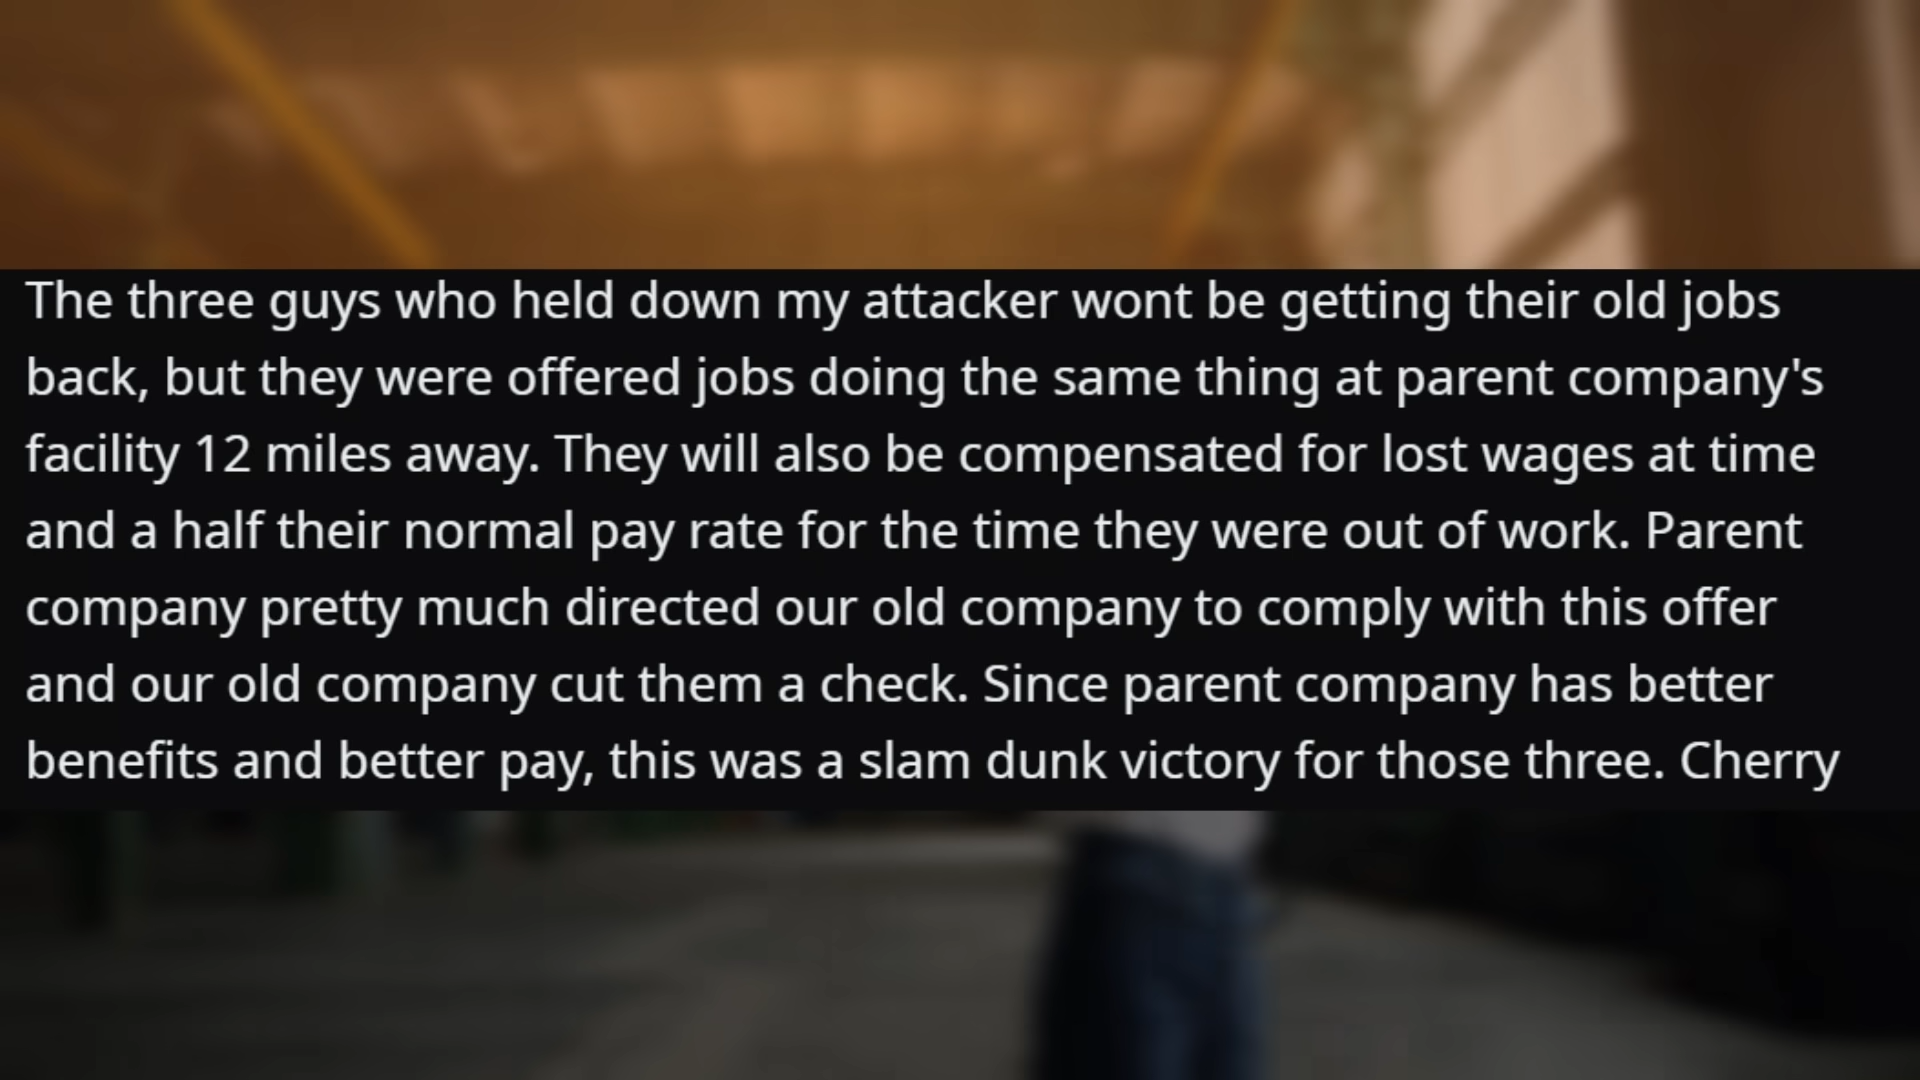 The three guys who held down my attacker wont be getting their old jobs
back, but they were offered jobs doing the same thing at parent company's
facility 12 miles away. They will also be compensated for lost wages at time
and a half their normal pay rate for the time they were out of work. Parent
company pretty much directed our old company to comply with this offer
and our old company cut them a check. Since parent company has better
benefits and better pay, this was a slam dunk victory for those three. Cherry